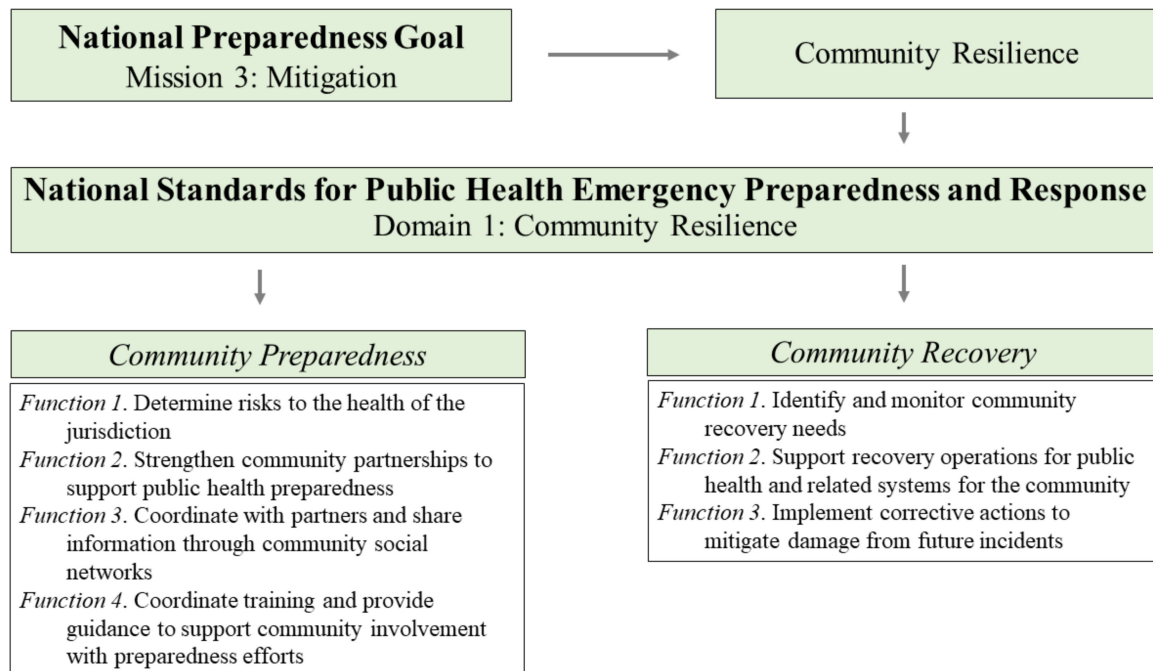 National Preparedness Goal
Mission 3: Mitigation
Community Resilience
National Standards for Public Health Emergency Preparedness and Response
Domain 1: Community Resilience
Community Preparedness
Function 1. Determine risks to the health of the
jurisdiction
Function 2. Strengthen community partnerships to
support public health preparedness
Function 3. Coordinate with partners and share
information through community social
networks
Function 4. Coordinate training and provide
guidance to support community involvement
with preparedness efforts
Community Recovery
Function 1. Identify and monitor community
recovery needs
Function 2. Support recovery operations for public
health and related systems for the community
Function 3. Implement corrective actions to
mitigate damage from future incidents